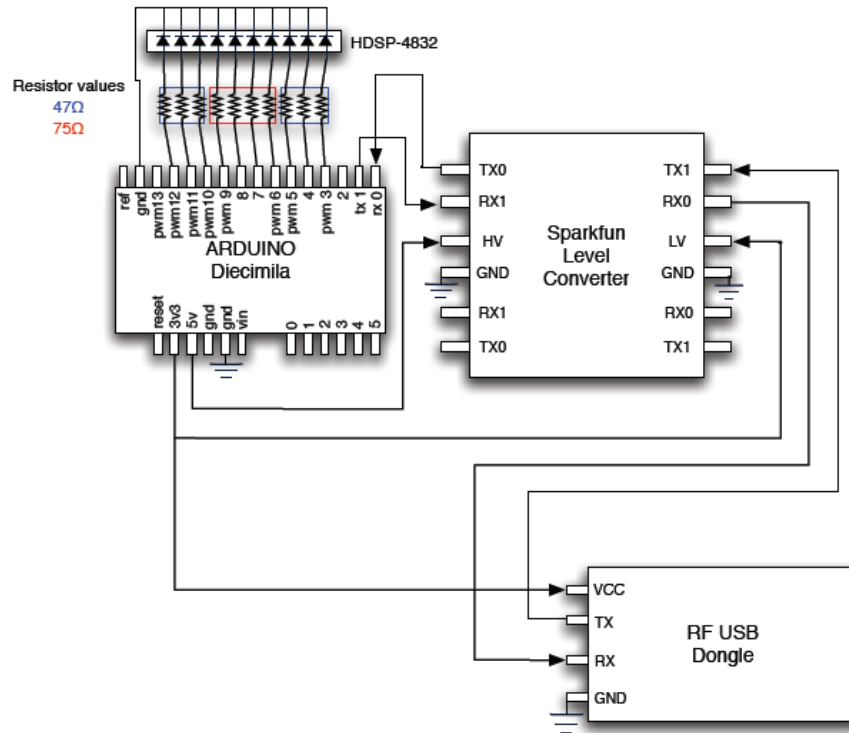 HDSP-4832
Resistor values
47Ω
75Ω
ref
gnd
pwm13
pwm12
pwm11
pwm10
pwm 9
8
7
pwm 6
pwm 5
4
pwm 3
2
tx 1
rx 0
ARDUINO
Diecimila
reset
3v3
5v
gnd
gnd
vin
0
1
2
3
4
5
TX0
RX1
HV
GND
RX1
TX0
Sparkfun
Level
Converter
TX1
RX0
LV
GND
RX0
TX1
VCC
TX
RX
GND
RF USB
Dongle